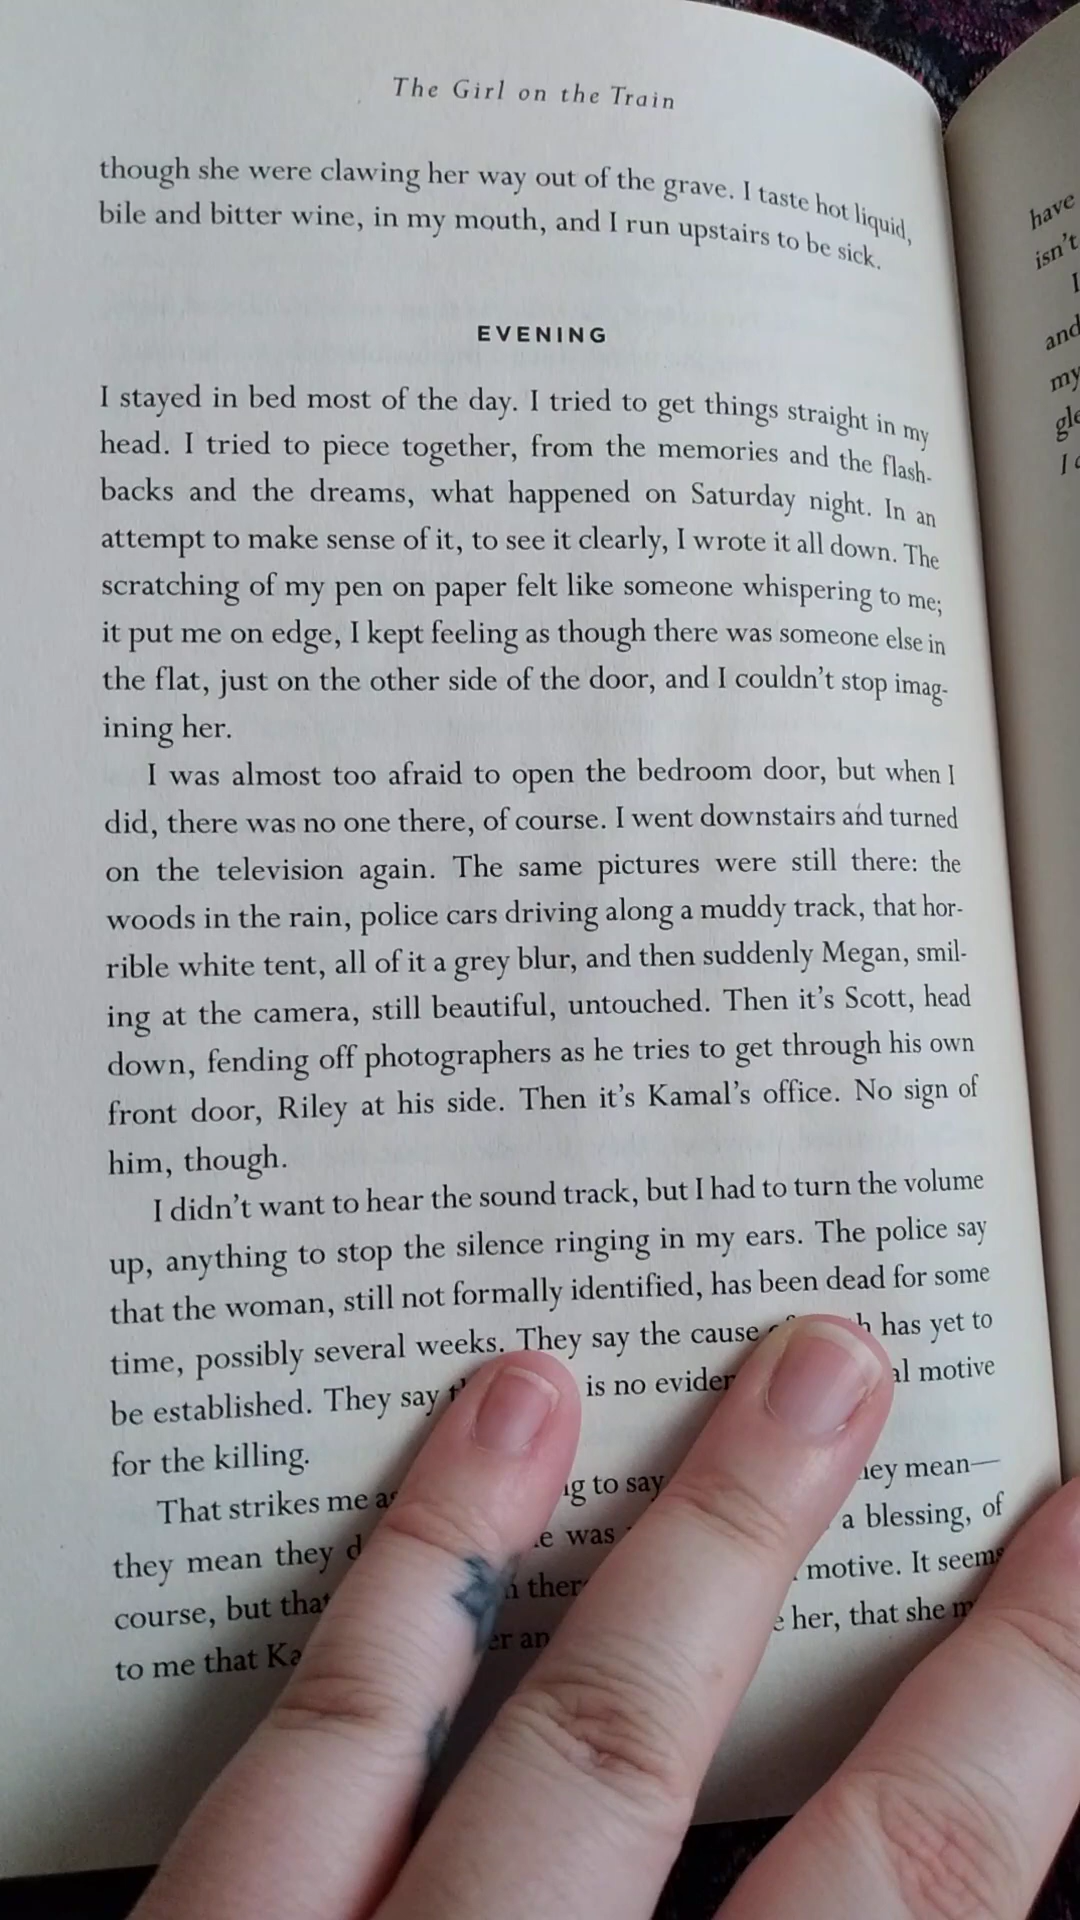 The Girl on the Train
though she were clawing her way out of the grave. I taste hot liquid,
bile and bitter wine, in my mouth, and I run upstairs to be sick.
EVENING
I stayed in bed most of the day. I tried to get things straight in my
head. I tried to piece together, from the memories and the flash-
backs and the dreams, what happened on Saturday night. In an
attempt to make sense of it, to see it clearly, I wrote it all down. The
scratching of my pen on paper felt like someone whispering to me;
it put me on edge, I kept feeling as though there was someone else in
the flat, just on the other side of the door, and I couldn't stop imag-
ining her.
I was almost too afraid to open the bedroom door, but when I
did, there was no one there, of course. I went downstairs and turned
on the television again. The same pictures were still there: the
woods in the rain, police cars driving along a muddy track, that hor-
rible white tent, all of it a grey blur, and then suddenly Megan, smil-
ing at the camera, still beautiful, untouched. Then it's Scott, head
down, fending off photographers as he tries to get through his own
front door, Riley at his side. Then it's Kamal's office. No sign of
him, though.
I didn't want to hear the sound track, but I had to turn the volume
up, anything to stop the silence ringing in my ears. The police say
that the woman, still not formally identified, has been dead for some
time, possibly several weeks. They say the cause has yet to
be established. They say is no motive
for the killing.
That strikes me to say mean—
they mean they was a blessing, of
course, but motive. It seems
to me that her, that she
have
isn't
I
and
my
I